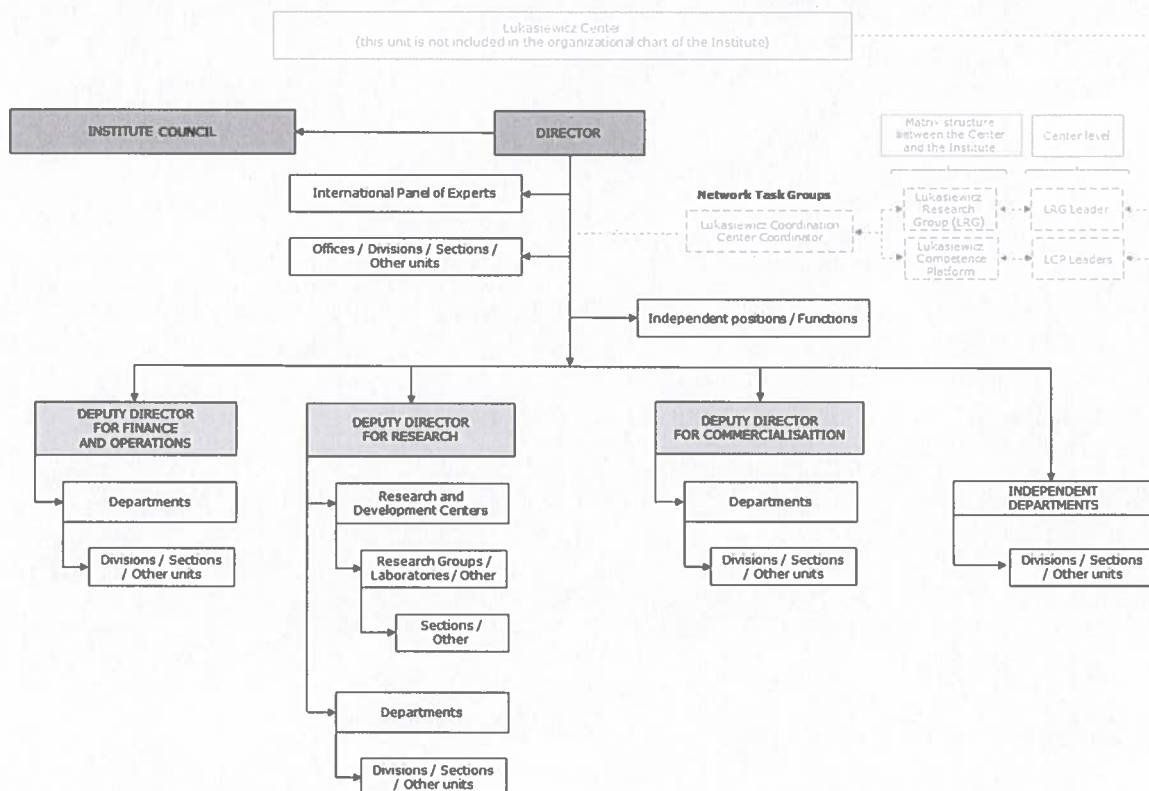 Lukasiewicz Center
(this unit is not included in the organizational chart of the Institute)
INSTITUTE COUNCIL
DIRECTOR
Matrix structure
between the Center
and the Institute
Center level
International Panel of Experts
Network Task Groups
Lukasiewicz
Research
Group (LRG)
LRG Leader
Lukasiewicz Coordination
Center Coordinator
Offices / Divisions / Sections /
Other units
Lukasiewicz
Competence
Platform
LCP Leaders
Independent positions / Functions
DEPUTY DIRECTOR
FOR FINANCE
AND OPERATIONS
DEPUTY DIRECTOR
FOR RESEARCH
DEPUTY DIRECTOR
FOR COMMERCIALISAITION
Departments
Research and
Development Centers
Departments
INDEPENDENT
DEPARTMENTS
Divisions / Sections
/ Other units
Research Groups /
Laboratories / Other
Divisions / Sections
/ Other units
Divisions / Sections
/ Other units
Sections /
Other
Departments
Divisions / Sections
/ Other units